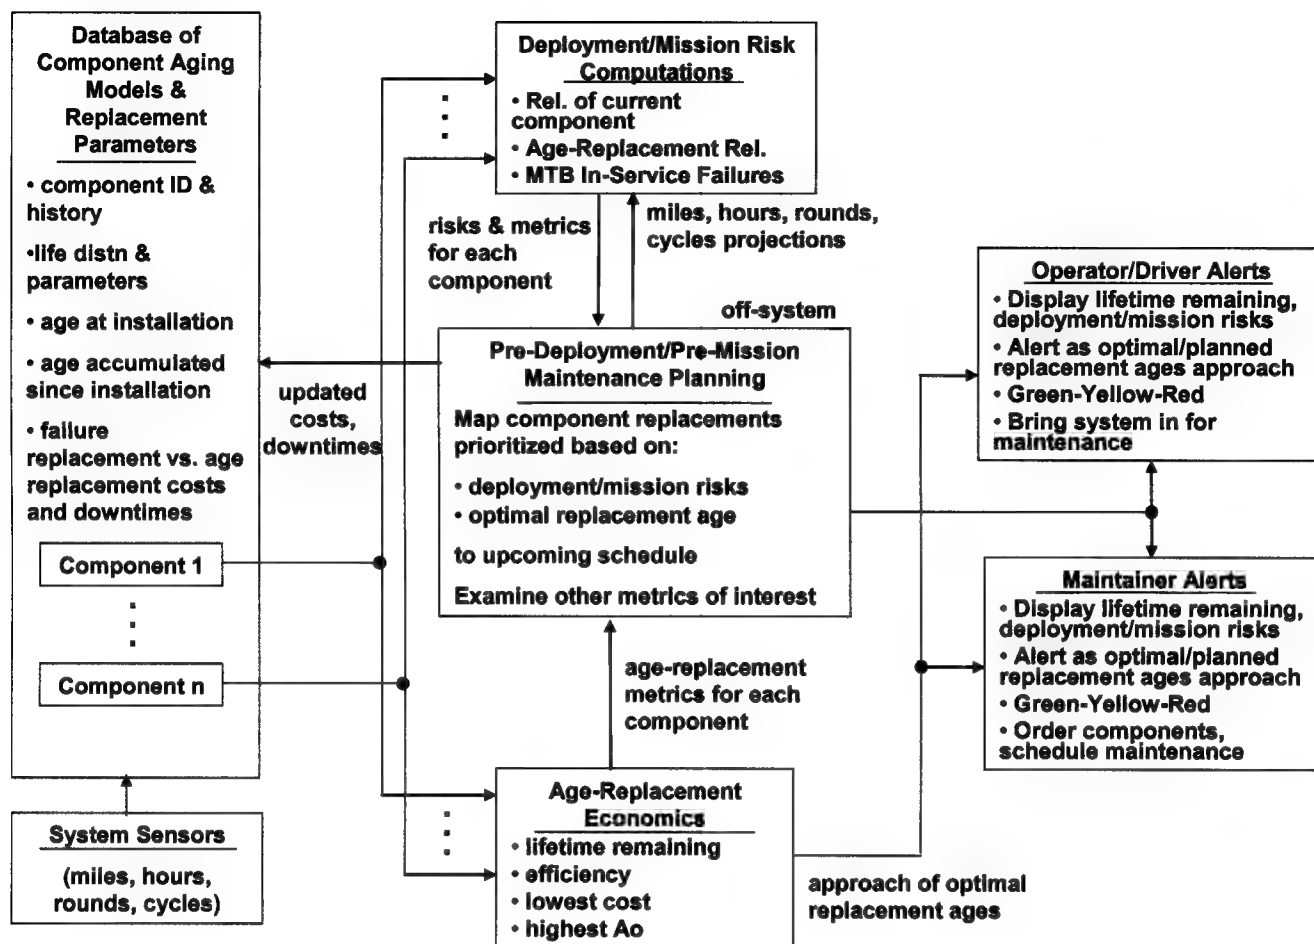 Database of
Component Aging
Models &
Replacement
Parameters
• component ID &
history
•life distn &
parameters
• age at installation
• age accumulated
since installation
• failure
replacement vs. age
replacement costs
and downtimes
Component 1
Component n
System Sensors
(miles, hours,
rounds, cycles)
Deployment/Mission Risk
Computations
• Rel. of current
component
• Age-Replacement Rel.
• MTB In-Service Failures
risks & metrics
for each
component
miles, hours, rounds,
cycles projections
off-system
updated
costs,
downtimes
Pre-Deployment/Pre-Mission
Maintenance Planning
Map component replacements
prioritized based on:
• deployment/mission risks
• optimal replacement age
to upcoming schedule
Examine other metrics of interest
age-replacement
metrics for each
component
Age-Replacement
Economics
• lifetime remaining
• efficiency
• lowest cost
• highest Ao
approach of optimal
replacement ages
Operator/Driver Alerts
• Display lifetime remaining,
deployment/mission risks
• Alert as optimal/planned
replacement ages approach
• Green-Yellow-Red
• Bring system in for
maintenance
Maintainer Alerts
• Display lifetime remaining,
deployment/mission risks
• Alert as optimal/planned
replacement ages approach
• Green-Yellow-Red
• Order components,
schedule maintenance